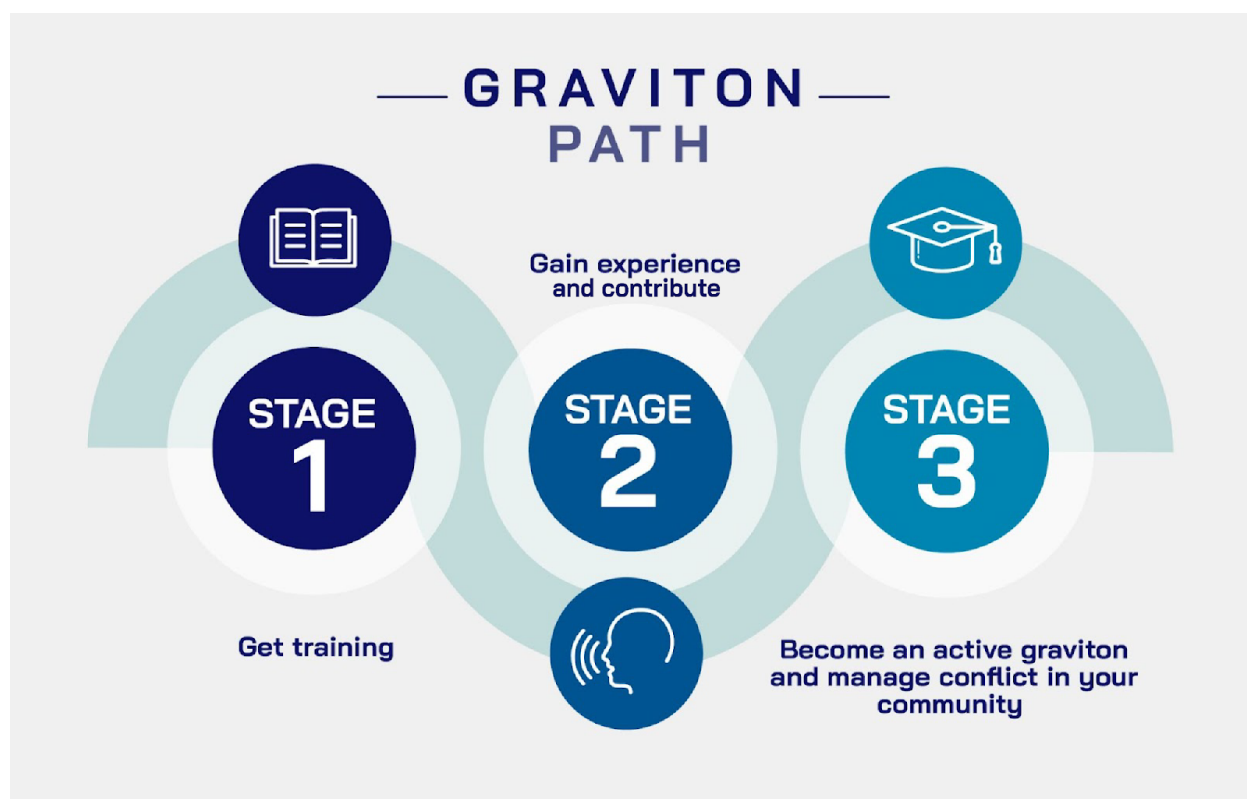 GRAVITON
PATH
STAGE
1
Get training
Gain experience
and contribute
STAGE
2
STAGE
3
Become an active graviton
and manage conflict in your
community